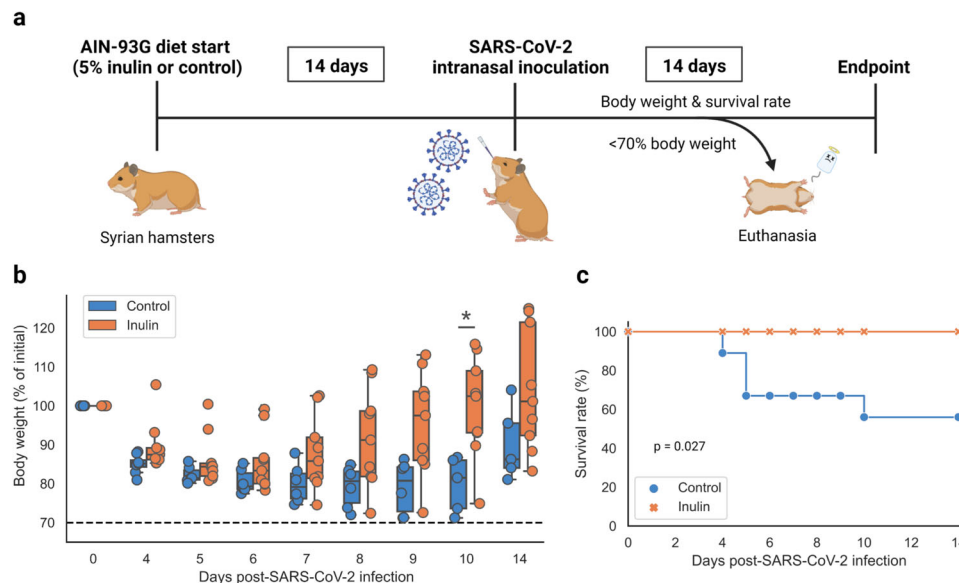 a
AIN-93G diet start
(5% inulin or control)
14 days
SARS-CoV-2
intranasal inoculation
14 days
Endpoint
Body weight & survival rate
<70% body weight
Syrian hamsters
Euthanasia
b
Control
Inulin
*
Body weight (% of initial)
120
110
100
90
80
70
0 4 5 6 7 8 9 10 14
Days post-SARS-CoV-2 infection
c
Survival rate (%)
100
80
60
40
20
0
p = 0.027
Control
Inulin
0 2 4 6 8 10 12 14
Days post-SARS-CoV-2 infection